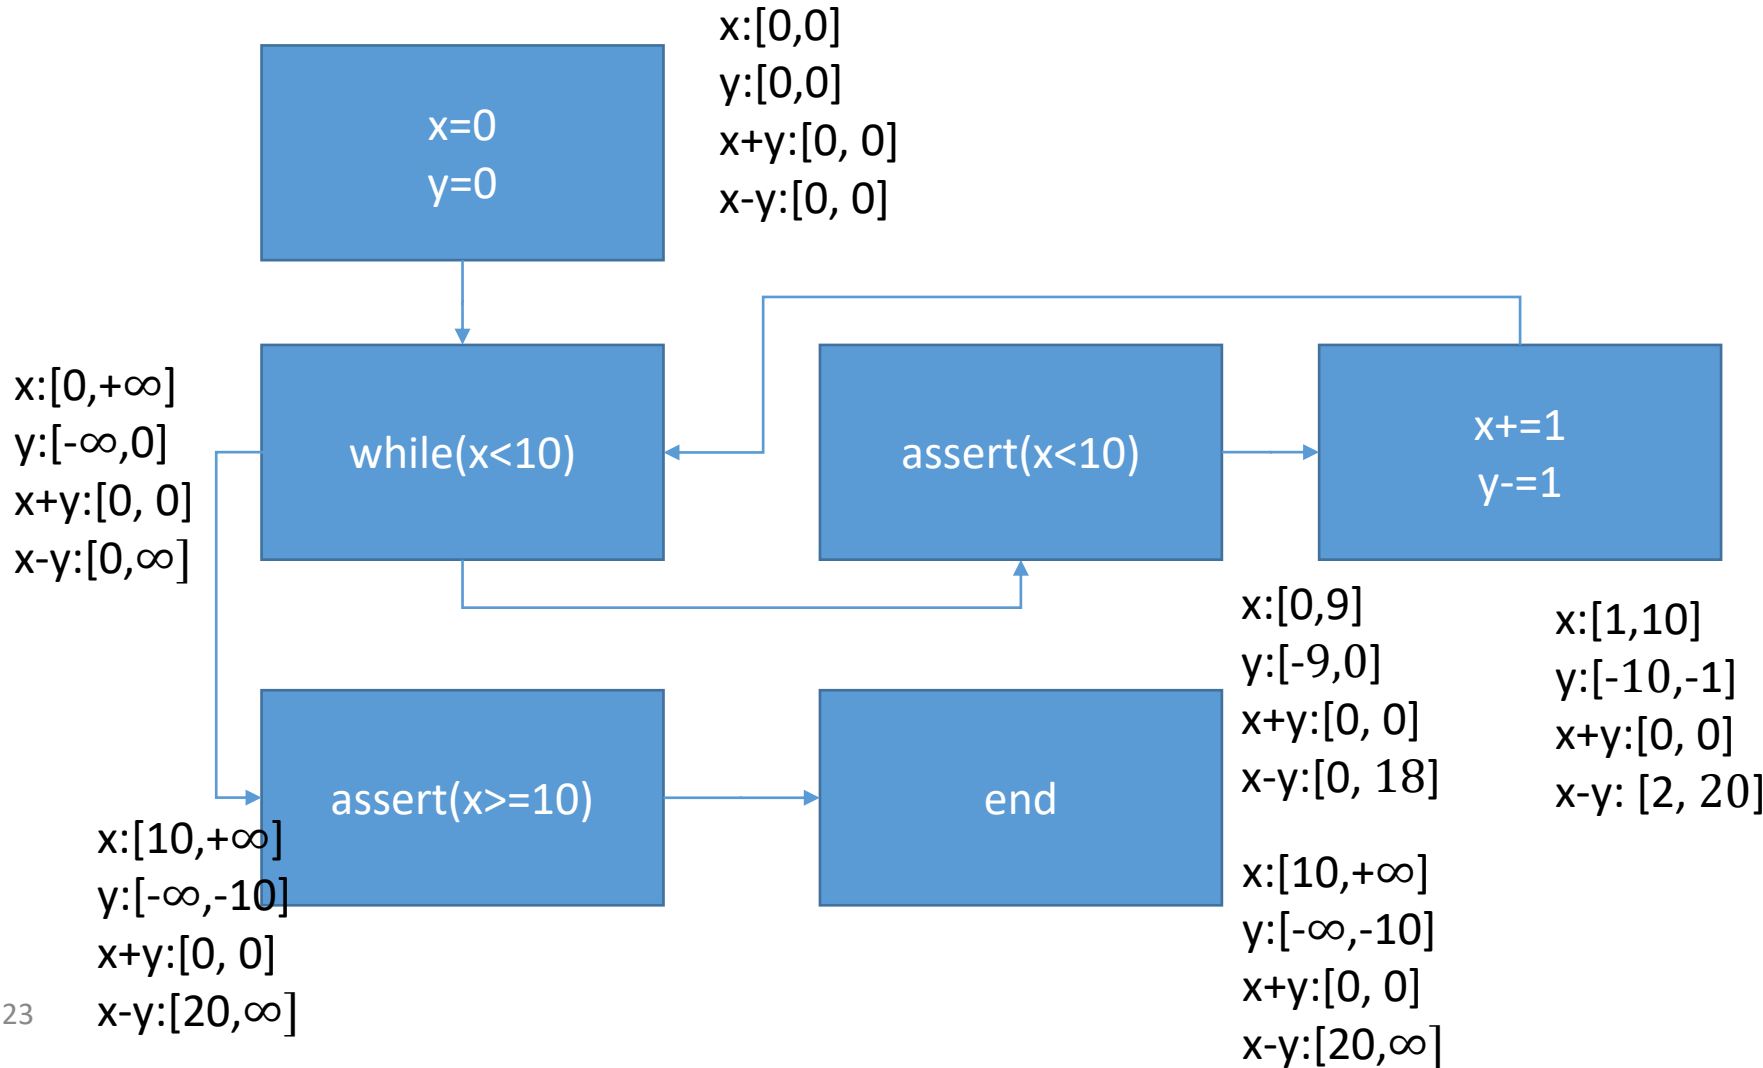 x=0
y=0
x:[0,0]
y:[0,0]
x+y:[0, 0]
x-y:[0, 0]
x:[0,+∞]
y:[-∞,0]
x+y:[0, 0]
x-y:[0,∞]
while(x<10)
assert(x<10)
x+=1
y-=1
x:[0,9]
y:[-9,0]
x+y:[0, 0]
x-y:[0, 18]
x:[1,10]
y:[-10,-1]
x+y:[0, 0]
x-y: [2, 20]
assert(x>=10)
end
x:[10,+∞]
y:[-∞,-10]
x+y:[0, 0]
x-y:[20,∞]
x:[10,+∞]
y:[-∞,-10]
x+y:[0, 0]
x-y:[20,∞]
23